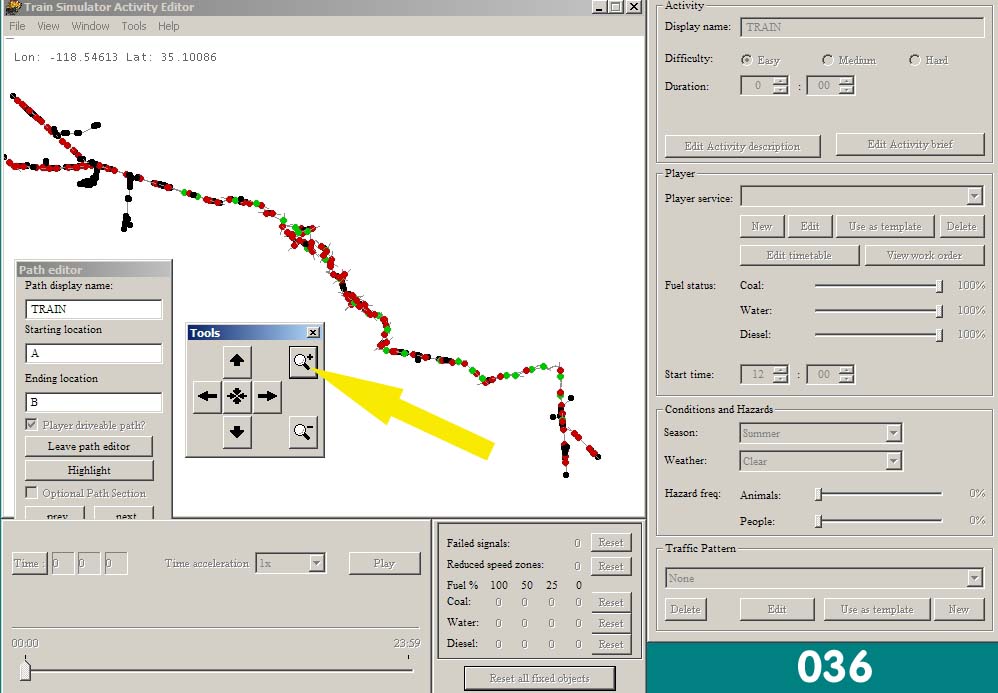 Train Simulator Activity Editor
File View Window Tools Help
Lon: -118.54613 Lat: 35.10086
Path editor
Path display name:
TRAIN
Starting location
A
Ending location
B
Player driveable path?
Leave path editor
Highlight
Optional Path Section
prev next
Tools
Time : 0 0 0 Time acceleration 1x Play
00:00 23:59
Failed signals: 0 Reset
Reduced speed zones: 0 Reset
Fuel % 100 50 25 0
Coal: 0 0 0 0 Reset
Water: 0 0 0 0 Reset
Diesel: 0 0 0 0 Reset
Reset all fixed objects
Activity
Display name: TRAIN
Difficulty: Easy Medium Hard
Duration: 0 : 00
Edit Activity description Edit Activity brief
Player
Player service:
New Edit Use as template Delete
Edit timetable View work order
Fuel status: Coal: 100%
Water: 100%
Diesel: 100%
Start time: 12 : 00
Conditions and Hazards
Season: Summer
Weather: Clear
Hazard freq: Animals: 0%
People: 0%
Traffic Pattern
None
Delete Edit Use as template New
036